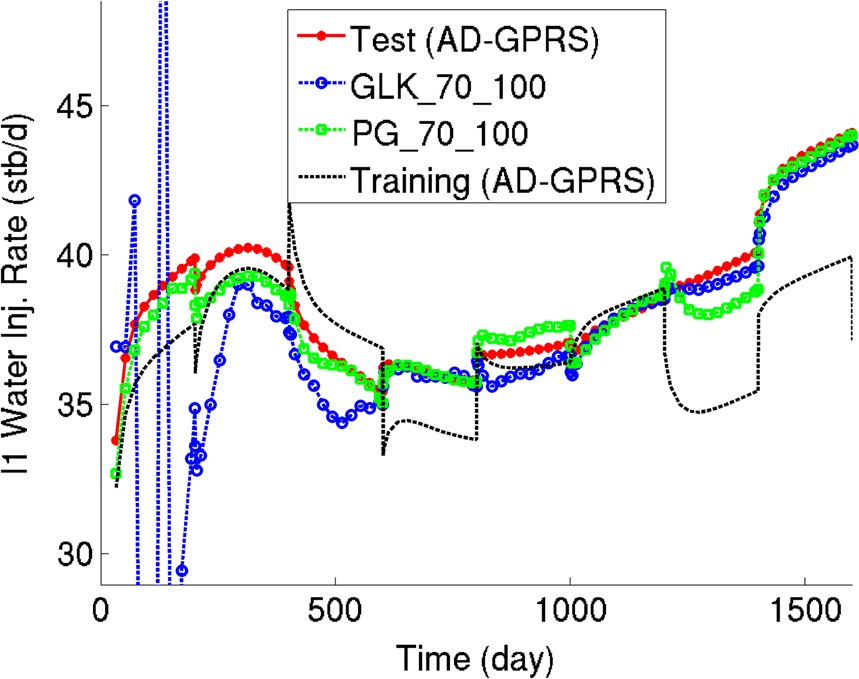 Test (AD-GPRS)
GLK_70_100
PG_70_100
Training (AD-GPRS)
I1 Water Inj. Rate (stb/d)
45
40
35
30
0 500 1000 1500
Time (day)